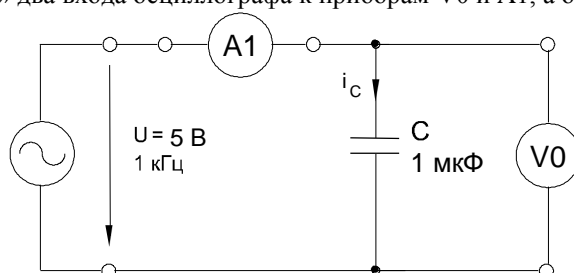 два входа осциллографа к приборам V0 и A1, а
A1
i_C
U = 5 В
1 кГц
C
1 мкФ
V0